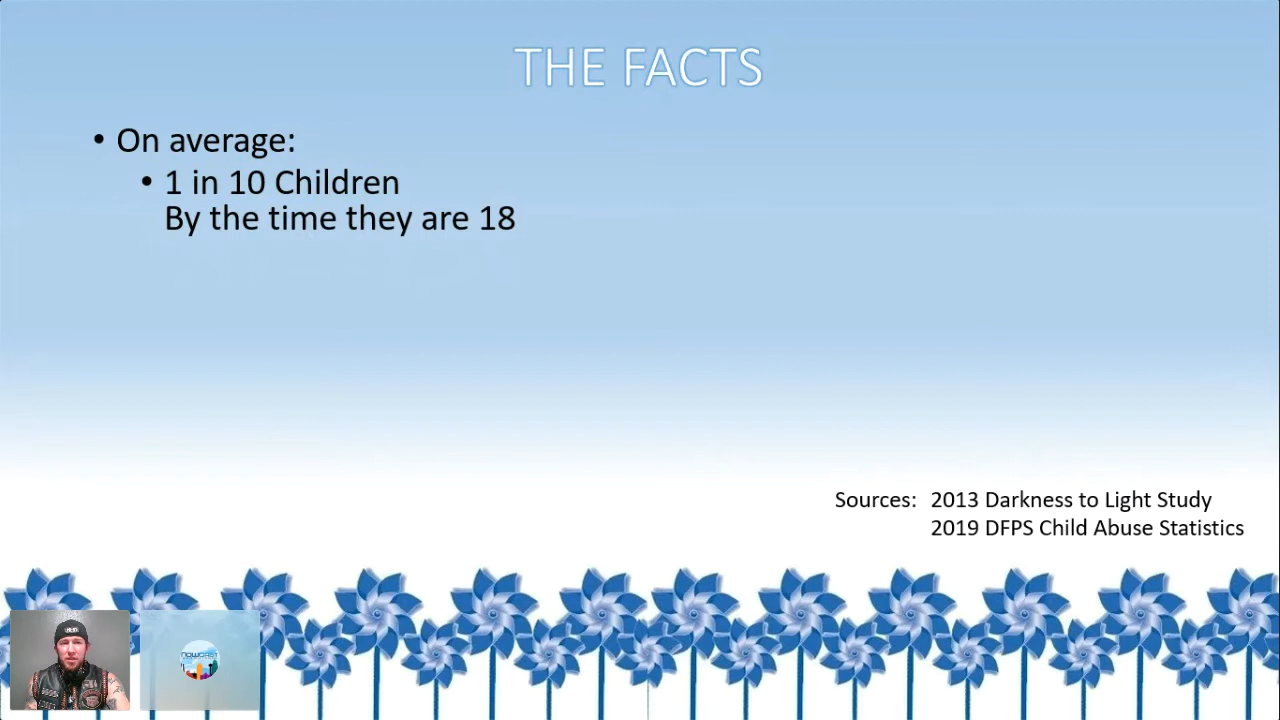 THE FACTS
• On average:
• 1 in 10 Children
By the time they are 18
Sources: 2013 Darkness to Light Study
2019 DFPS Child Abuse Statistics
NOWCAST